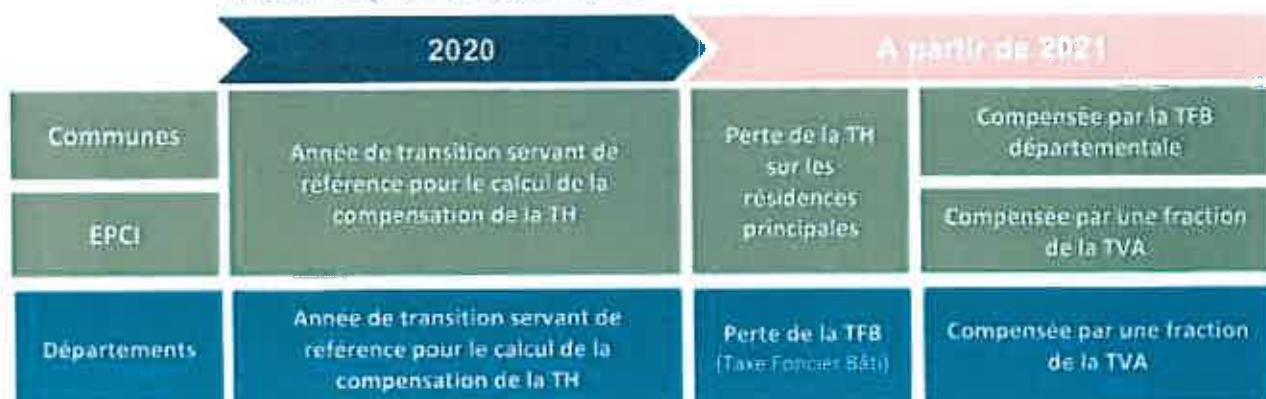 2020
A partir de 2021
Communes
EPCI
Année de transition servant de
référence pour le calcul de la
compensation de la TH
Perte de la TH
sur les
résidences
principales
Compensée par la TFB
départementale
Compensée par une fraction
de la TVA
Départements
Année de transition servant de
référence pour le calcul de la
compensation de la TH
Perte de la TFB
(Taxe Foncier Bâti)
Compensée par une fraction
de la TVA